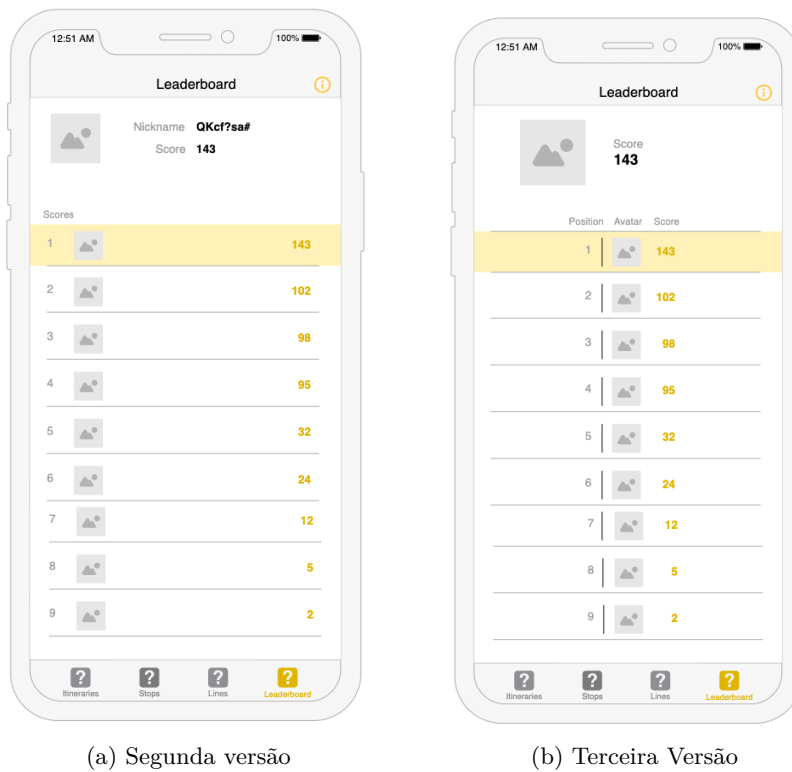 12:51 AM 100%
Leaderboard
Nickname QKcf?sa#
Score 143
Scores
1 143
2 102
3 98
4 95
5 32
6 24
7 12
8 5
9 2
? ? ? ?
Itineraries Stops Lines Leaderboard
(a) Segunda versão
12:51 AM 100%
Leaderboard
Score
143
Position Avatar Score
1 143
2 102
3 98
4 95
5 32
6 24
7 12
8 5
9 2
? ? ? ?
Itineraries Stops Lines Leaderboard
(b) Terceira Versão